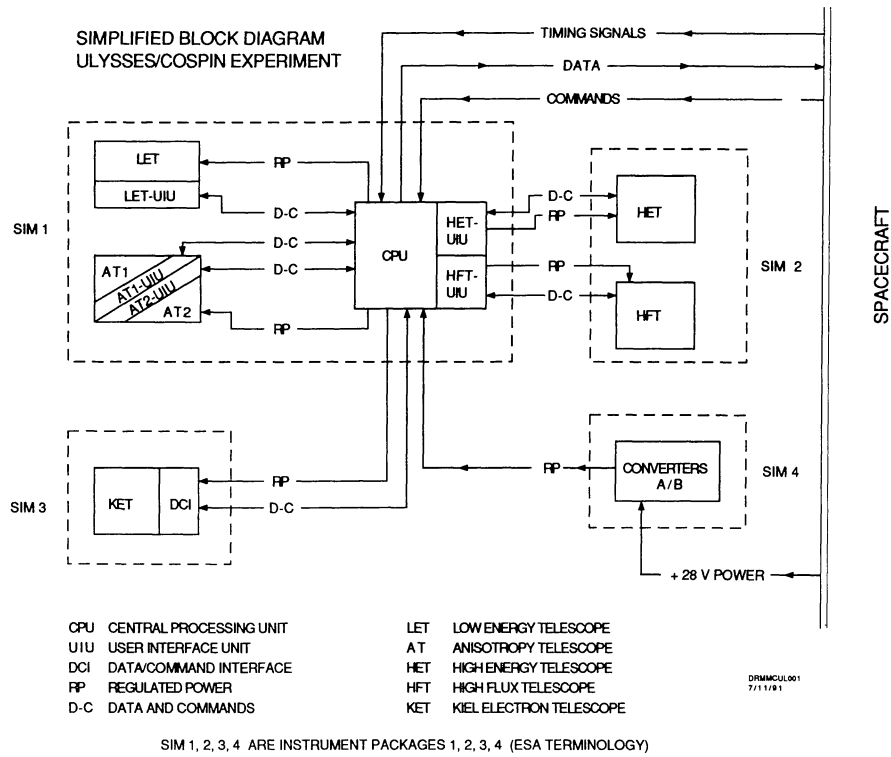 SIMPLIFIED BLOCK DIAGRAM
ULYSSES/COSPIN EXPERIMENT
TIMING SIGNALS
DATA
COMMANDS
SPACECRAFT
SIM 1
LET
LET-UIU
RP
D-C
D-C
D-C
RP
AT1
AT1-UIU
AT2-UIU
AT2
CPU
HET-
UIU
HFT-
UIU
D-C
RP
RP
D-C
HET
HFT
SIM 2
SIM 3
KET
DCI
RP
D-C
RP
CONVERTERS
A/B
SIM 4
+ 28 V POWER
CPU CENTRAL PROCESSING UNIT
UIU USER INTERFACE UNIT
DCI DATA/COMMAND INTERFACE
RP REGULATED POWER
D-C DATA AND COMMANDS
LET LOW ENERGY TELESCOPE
AT ANISOTROPY TELESCOPE
HET HIGH ENERGY TELESCOPE
HFT HIGH FLUX TELESCOPE
KET KIEL ELECTRON TELESCOPE
DRMMCUL001
7/11/91
SIM 1, 2, 3, 4 ARE INSTRUMENT PACKAGES 1, 2, 3, 4 (ESA TERMINOLOGY)